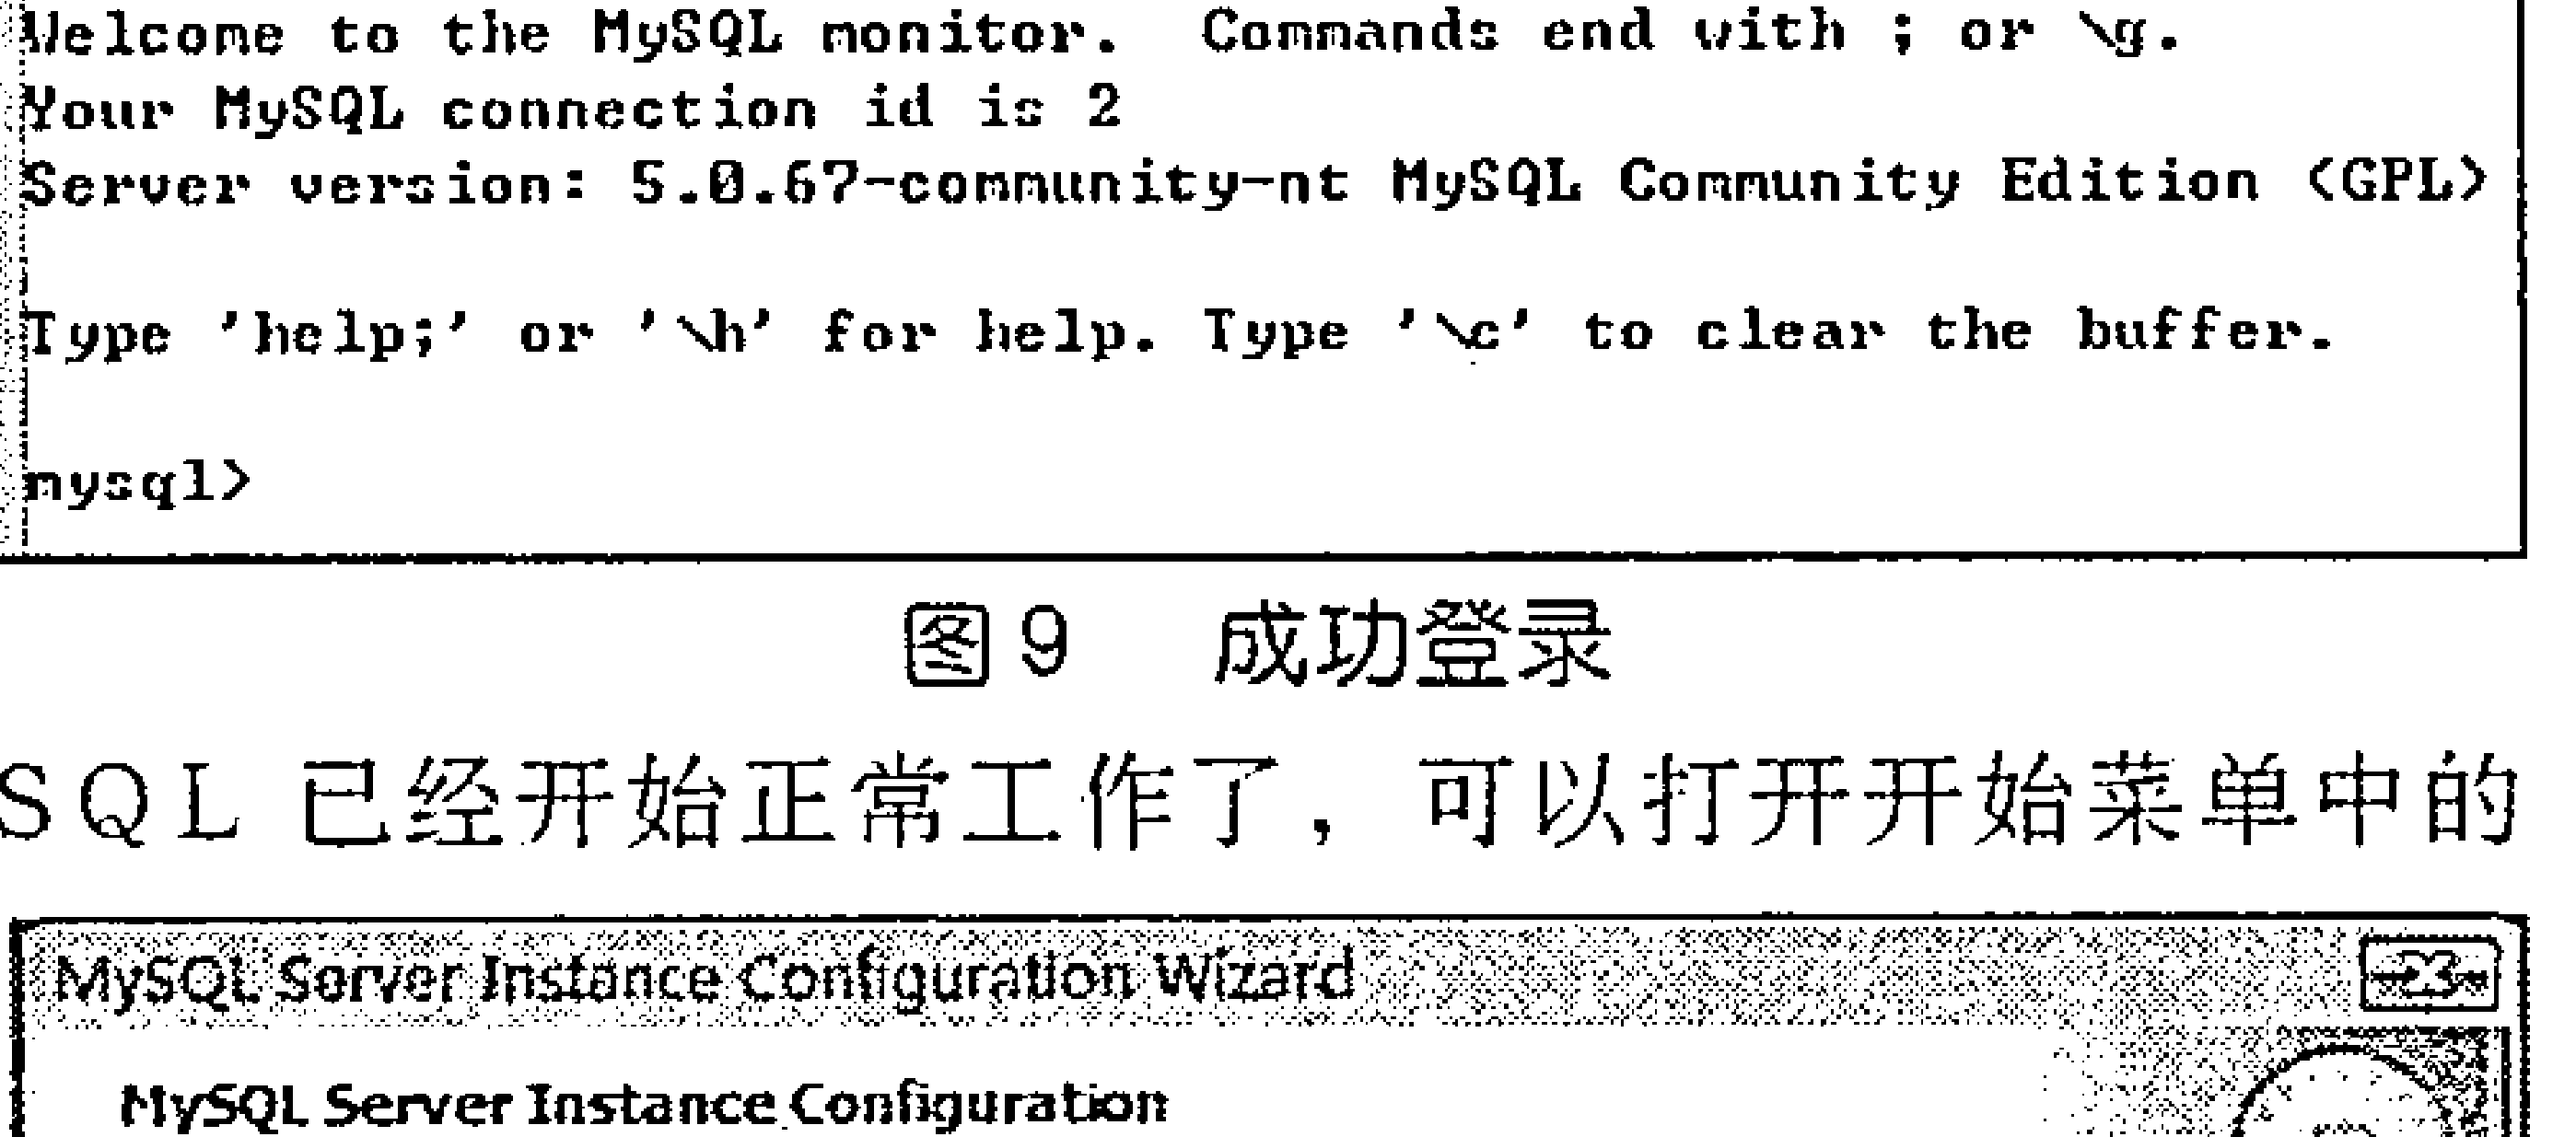 Welcome to the MySQL monitor.  Commands end with ; or \g.
Your MySQL connection id is 2
Server version: 5.0.67-community-nt MySQL Community Edition (GPL)
Type 'help;' or '\h' for help. Type '\c' to clear the buffer.
mysql>
图9 成功登录
SQL 已经开始正常工作了，可以打开开始菜单中的
MySQL Server Instance Configuration Wizard
MySQL Server Instance Configuration